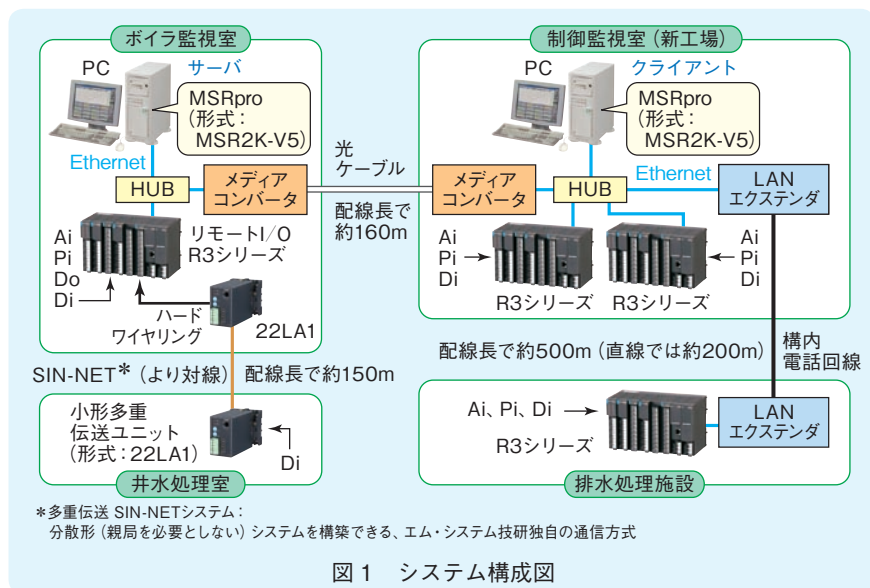 ボイラ監視室
PC
サーバ
MSRpro
(形式：
MSR2K-V5)
Ethernet
HUB
メディア
コンバータ
Ai
Pi
Do
Di
リモートI/O
R3シリーズ
ハード
ワイヤリング
22LA1
光
ケーブル
配線長で
約160m
制御監視室（新工場）
PC
クライアント
MSRpro
(形式：
MSR2K-V5)
メディア
コンバータ
HUB
Ethernet
LAN
エクステンダ
Ai
Pi
Di
R3シリーズ
R3シリーズ
Ai
Pi
Di
SIN-NET*（より対線）
配線長で約150m
小形多重
伝送ユニット
(形式：22LA1)
Di
井水処理室
配線長で約500m（直線では約200m）
構内
電話回線
Ai、Pi、Di
R3シリーズ
LAN
エクステンダ
排水処理施設
*多重伝送 SIN-NETシステム：
分散形（親局を必要としない）システムを構築できる、エム・システム技研独自の通信方式
図1　システム構成図